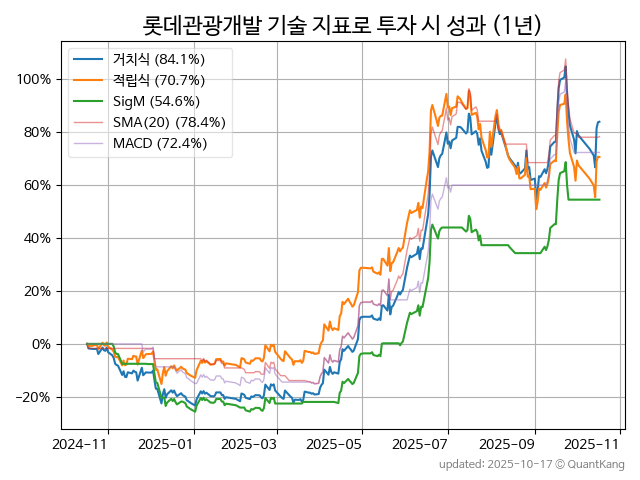 롯데관광개발 기술 지표로 투자 시 성과 (1년)
거치식 (84.1%)
적립식 (70.7%)
SigM (54.6%)
SMA(20) (78.4%)
MACD (72.4%)
100%
80%
60%
40%
20%
0%
−20%
2024-11
2025-01
2025-03
2025-05
2025-07
2025-09
2025-11
updated: 2025-10-17 © QuantKang